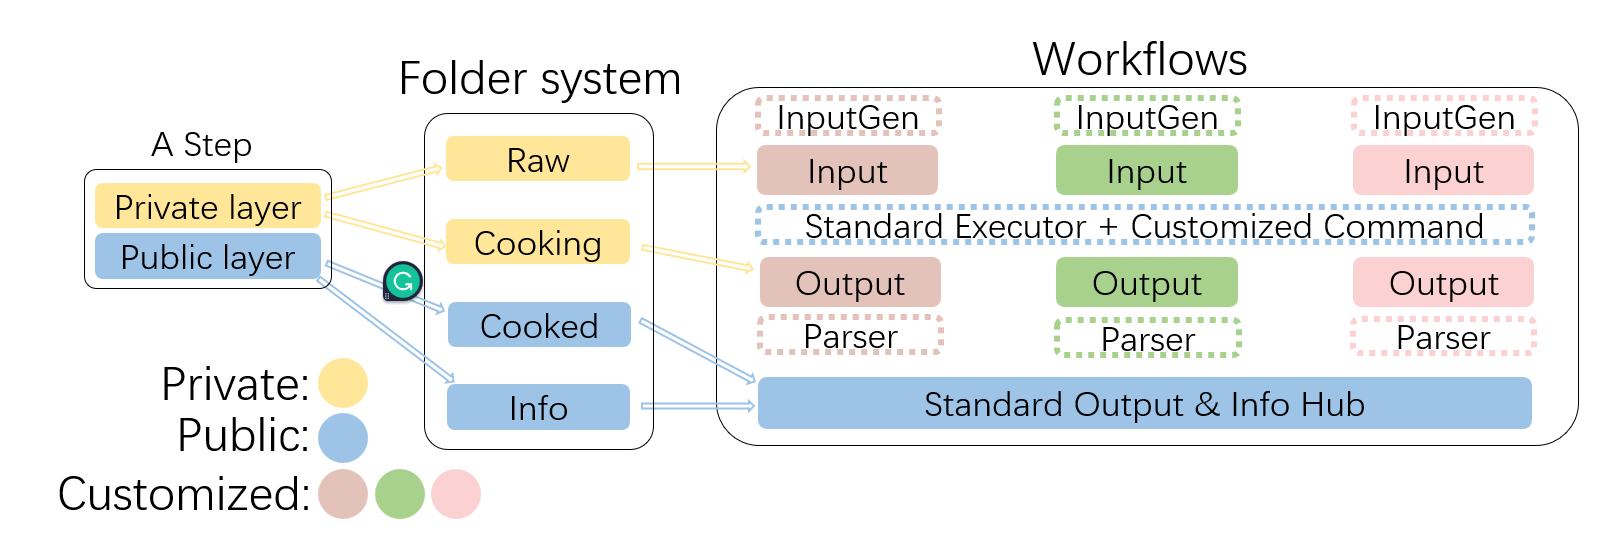 Workflows
Folder system
A Step
Private layer
Public layer
Raw
Cooking
Cooked
Info
InputGen InputGen InputGen
Input Input Input
Standard Executor + Customized Command
Output Output Output
Parser Parser Parser
Standard Output & Info Hub
Private:
Public:
Customized: